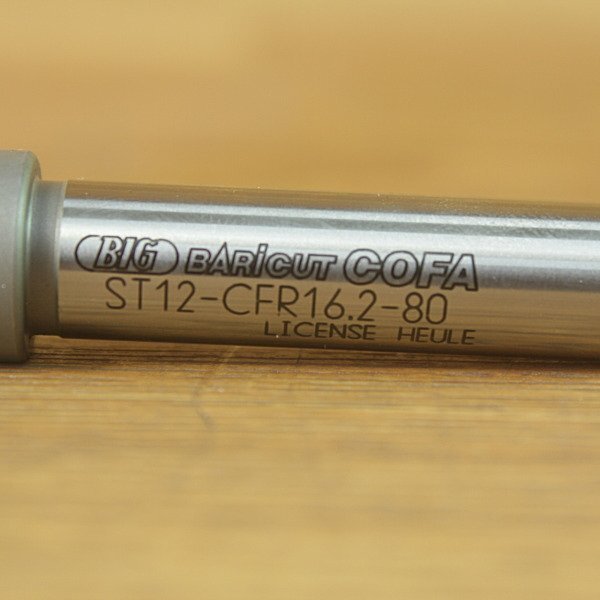 BIG BARiCUT COFA
ST12-CFR16.2-80
LICENSE HEULE